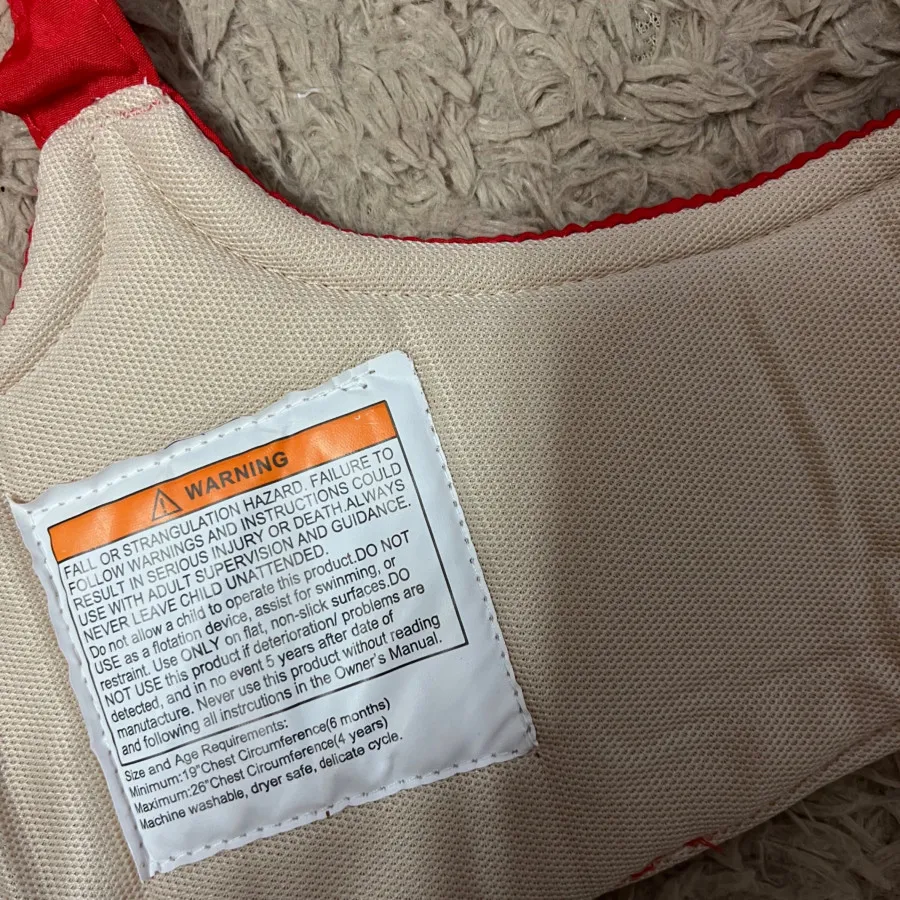 WARNING
FALL OR STRANGULATION HAZARD. FAILURE TO
FOLLOW WARNINGS AND INSTRUCTIONS COULD
RESULT IN SERIOUS INJURY OR DEATH.ALWAYS
USE WITH ADULT SUPERVISION AND GUIDANCE.
NEVER LEAVE CHILD UNATTENDED.
Do not allow a child to operate this product.DO NOT
USE as a flotation device, assist for swinming, or
restraint. Use ONLY on flat, non-slick surfaces.DO
NOT USE this product if deterioration/ problems are
detected, and in no event 5 years after date of
manufacture. Never use this product without reading
and following all instrcutions in the Owner's Manual.
Size and Age Requirements:
Minimum:19"Chest Circumference(6 months)
Maximum:26"Chest Circumference(4 years)
Machine washable, dryer safe, delicate cycle.